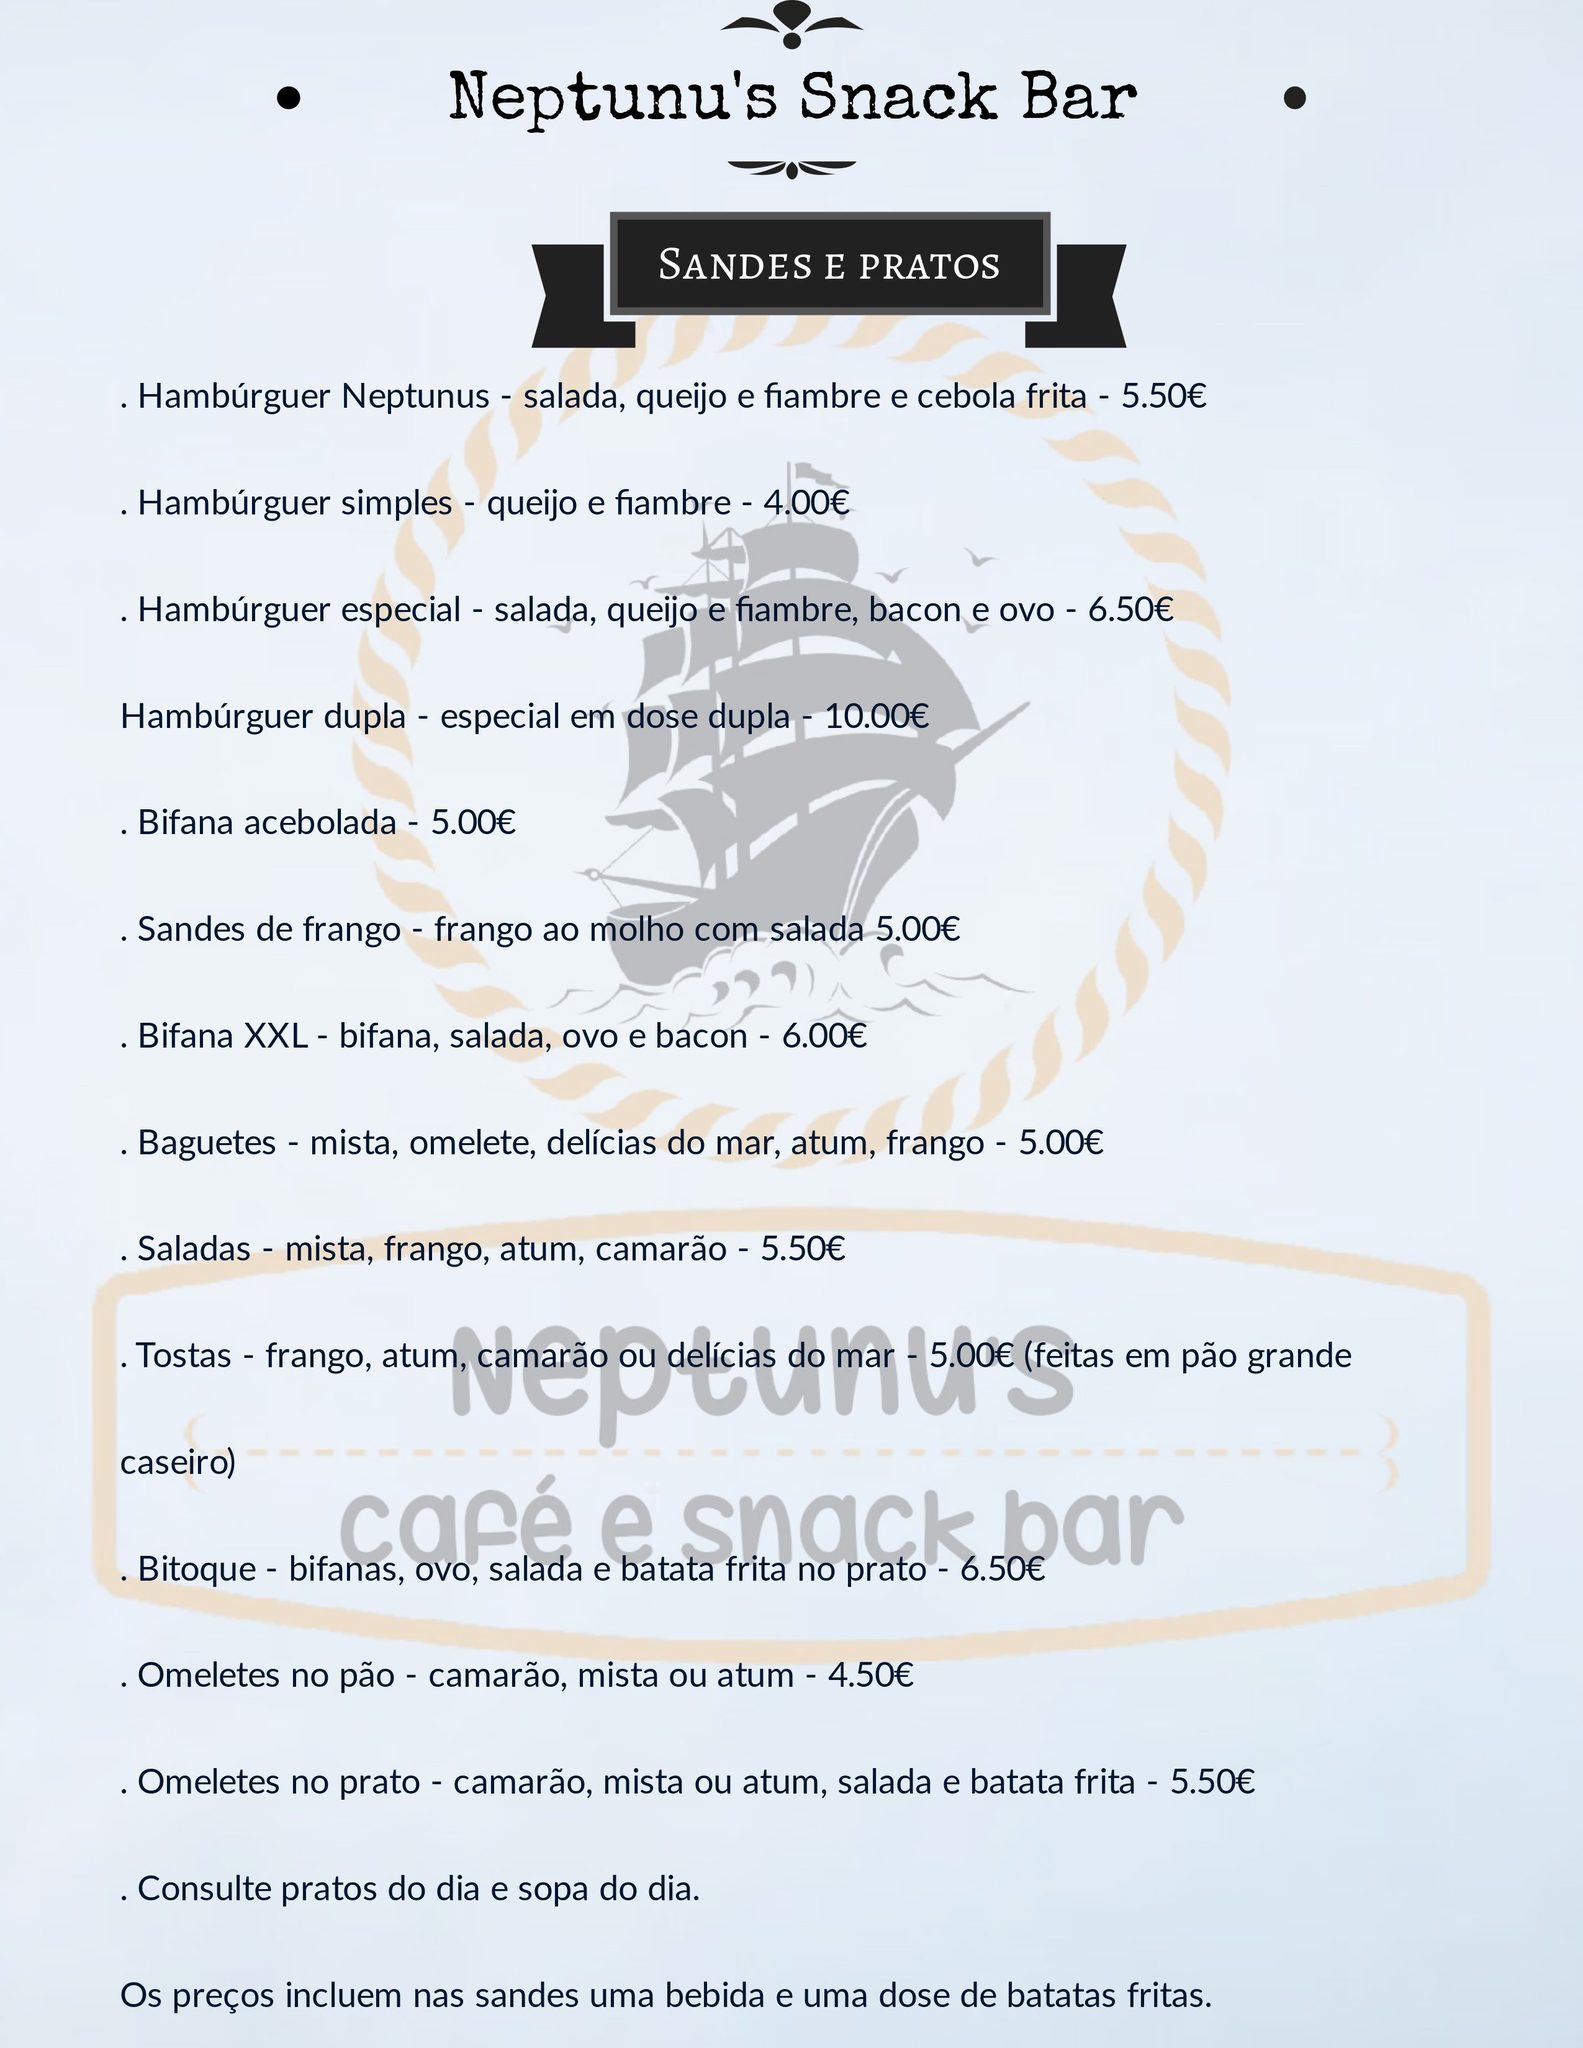 Neptunu's Snack Bar
Sandes e pratos
. Hambúrguer Neptunus - salada, queijo e fiambre e cebola frita - 5.50€
. Hambúrguer simples - queijo e fiambre - 4.00€
. Hambúrguer especial - salada, queijo e fiambre, bacon e ovo - 6.50€
Hambúrguer dupla - especial em dose dupla - 10.00€
. Bifana acebolada - 5.00€
. Sandes de frango - frango ao molho com salada 5.00€
. Bifana XXL - bifana, salada, ovo e bacon - 6.00€
. Baguetes - mista, omelete, delícias do mar, atum, frango - 5.00€
. Saladas - mista, frango, atum, camarão - 5.50€
. Tostas - frango, atum, camarão ou delícias do mar - 5.00€ (feitas em pão grande
caseiro)
Neptunu's
café e snack bar
. Bitoque - bifanas, ovo, salada e batata frita no prato - 6.50€
. Omeletes no pão - camarão, mista ou atum - 4.50€
. Omeletes no prato - camarão, mista ou atum, salada e batata frita - 5.50€
. Consulte pratos do dia e sopa do dia.
Os preços incluem nas sandes uma bebida e uma dose de batatas fritas.